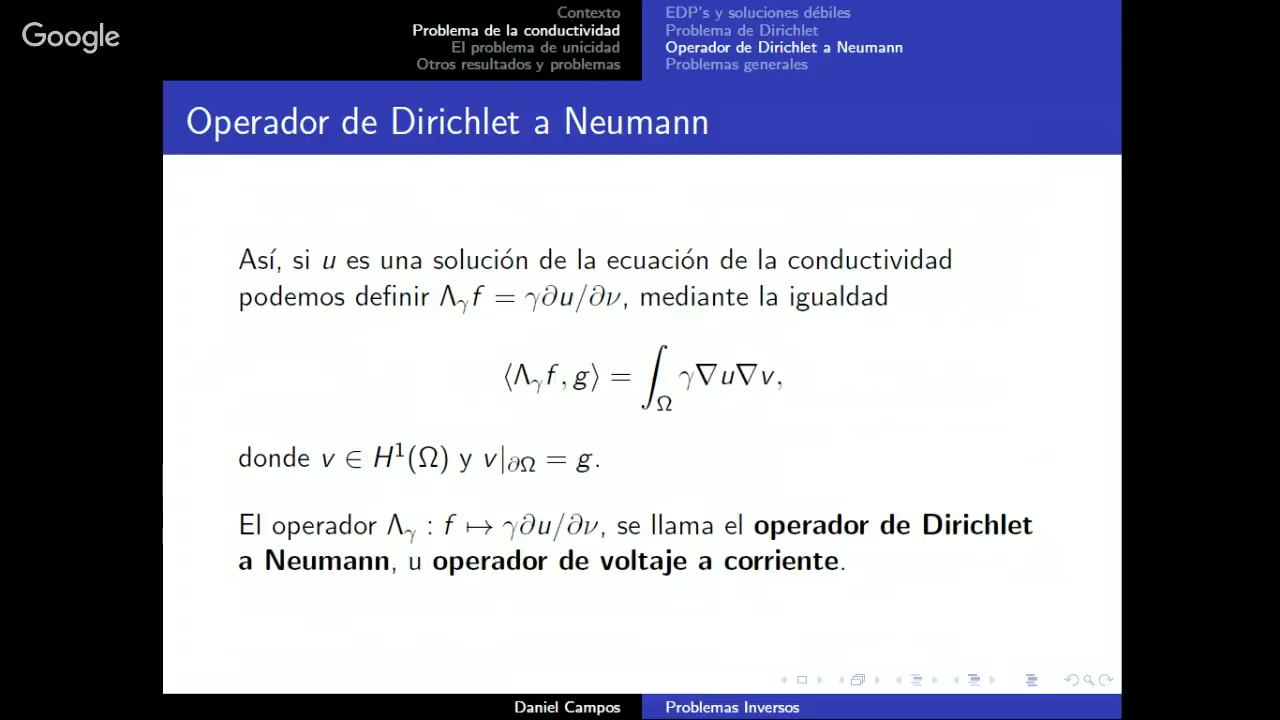 Google
Contexto
Problema de la conductividad
El problema de unicidad
Otros resultados y problemas
EDP's y soluciones débiles
Problema de Dirichlet
Operador de Dirichlet a Neumann
Problemas generales
Operador de Dirichlet a Neumann
Así, si u es una solución de la ecuación de la conductividad
podemos definir Λ_γ f = γ∂u/∂ν, mediante la igualdad
⟨Λ_γ f, g⟩ = ∫_Ω γ∇u∇v,
donde v ∈ H¹(Ω) y v|_∂Ω = g.
El operador Λ_γ : f ↦ γ∂u/∂ν, se llama el operador de Dirichlet
a Neumann, u operador de voltaje a corriente.
Daniel Campos
Problemas Inversos